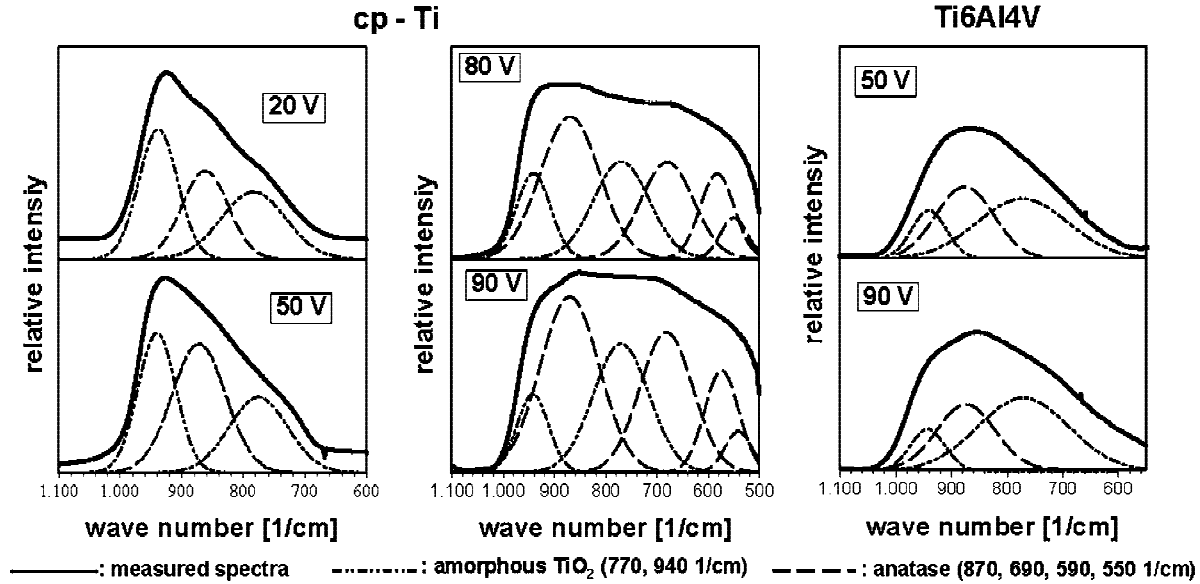 cp - Ti
Ti6Al4V
20 V
80 V
50 V
50 V
90 V
90 V
relative intensiy
relative intensiy
relative intensiy
1.100 1.000 900 800 700 600
1.100 1.000 900 800 700 600 500
1.100 1.000 900 800 700 600
wave number [1/cm]
wave number [1/cm]
wave number [1/cm]
: measured spectra
: amorphous TiO₂ (770, 940 1/cm)
: anatase (870, 690, 590, 550 1/cm)